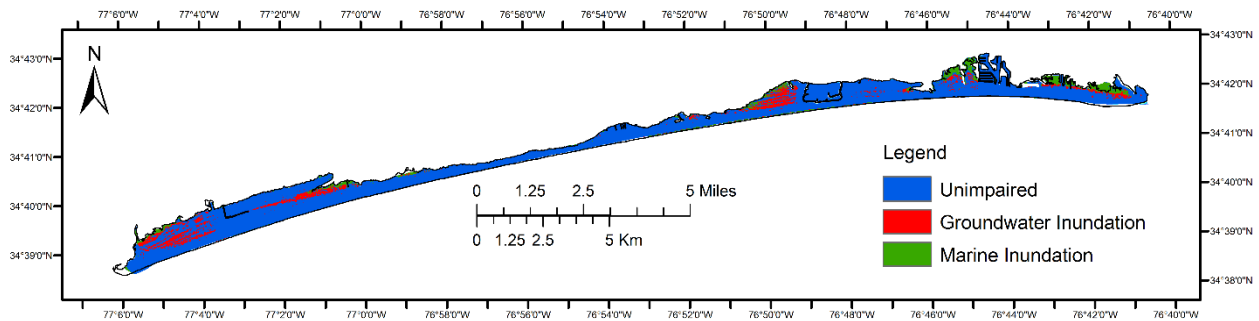 77°6'0"W 77°4'0"W 77°2'0"W 77°0'0"W 76°58'0"W 76°56'0"W 76°54'0"W 76°52'0"W 76°50'0"W 76°48'0"W 76°46'0"W 76°44'0"W 76°42'0"W 76°40'0"W
34°43'0"N 34°43'0"N
N
34°42'0"N 34°42'0"N
34°41'0"N 34°41'0"N
Legend
0 1.25 2.5 5 Miles
Unimpaired
34°40'0"N 34°40'0"N
Groundwater Inundation
0 1.25 2.5 5 Km
34°39'0"N 34°39'0"N
Marine Inundation
34°38'0"N
77°6'0"W 77°4'0"W 77°2'0"W 77°0'0"W 76°58'0"W 76°56'0"W 76°54'0"W 76°52'0"W 76°50'0"W 76°48'0"W 76°46'0"W 76°44'0"W 76°42'0"W 76°40'0"W